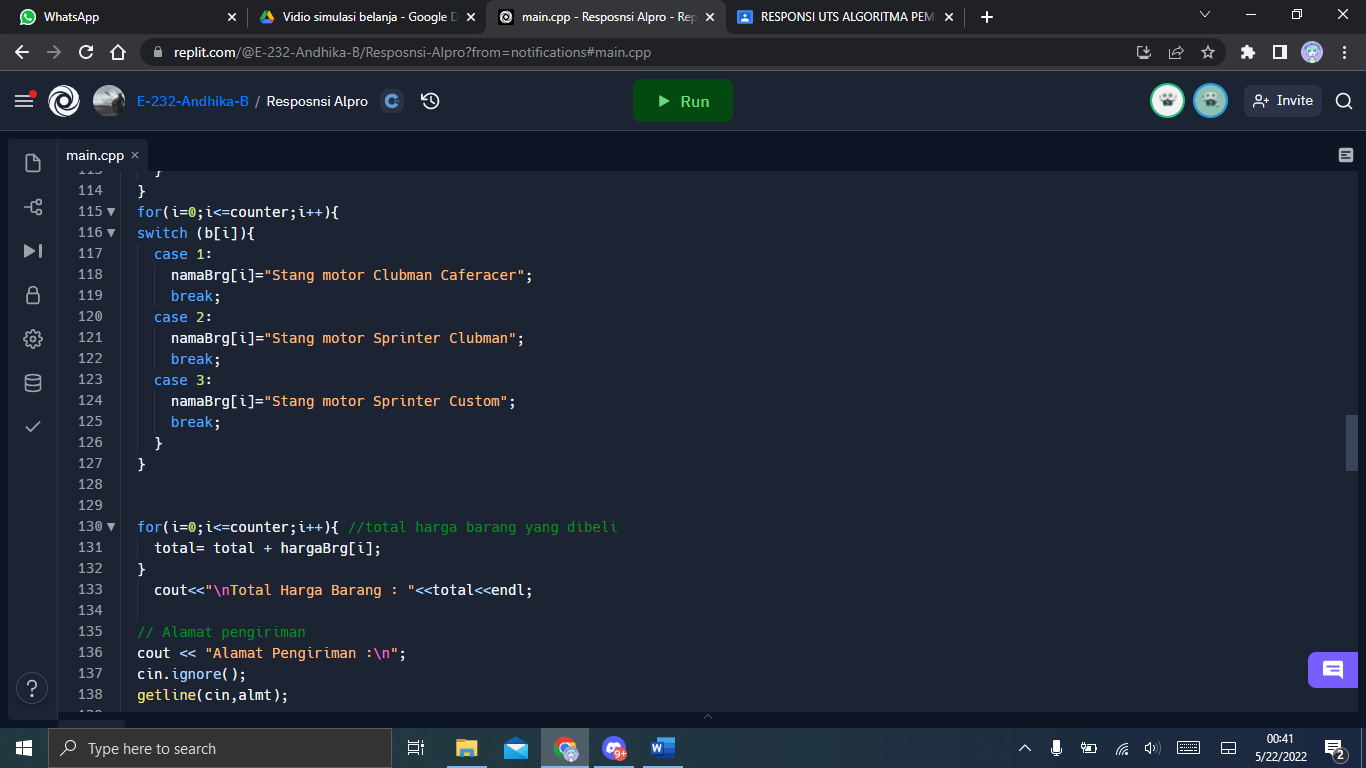 WhatsApp
Vidio simulasi belanja - Google D
main.cpp - Resposnsi Alpro - Rep
RESPONSI UTS ALGORITMA PEM
replit.com/@E-232-Andhika-B/Resposnsi-Alpro?from=notifications#main.cpp
E-232-Andhika-B / Resposnsi Alpro
Run
Invite
main.cpp
113 }
114 }
115 for(i=0;i<=counter;i++){
116 switch (b[i]){
117 case 1:
118 namaBrg[i]="Stang motor Clubman Caferacer";
119 break;
120 case 2:
121 namaBrg[i]="Stang motor Sprinter Clubman";
122 break;
123 case 3:
124 namaBrg[i]="Stang motor Sprinter Custom";
125 break;
126 }
127 }
128
129
130 for(i=0;i<=counter;i++){ //total harga barang yang dibeli
131 total= total + hargaBrg[i];
132 }
133 cout<<"\nTotal Harga Barang : "<<total<<endl;
134
135 // Alamat pengiriman
136 cout << "Alamat Pengiriman :\n";
137 cin.ignore();
138 getline(cin,almt);
?
Type here to search
9+
00:41
5/22/2022
2